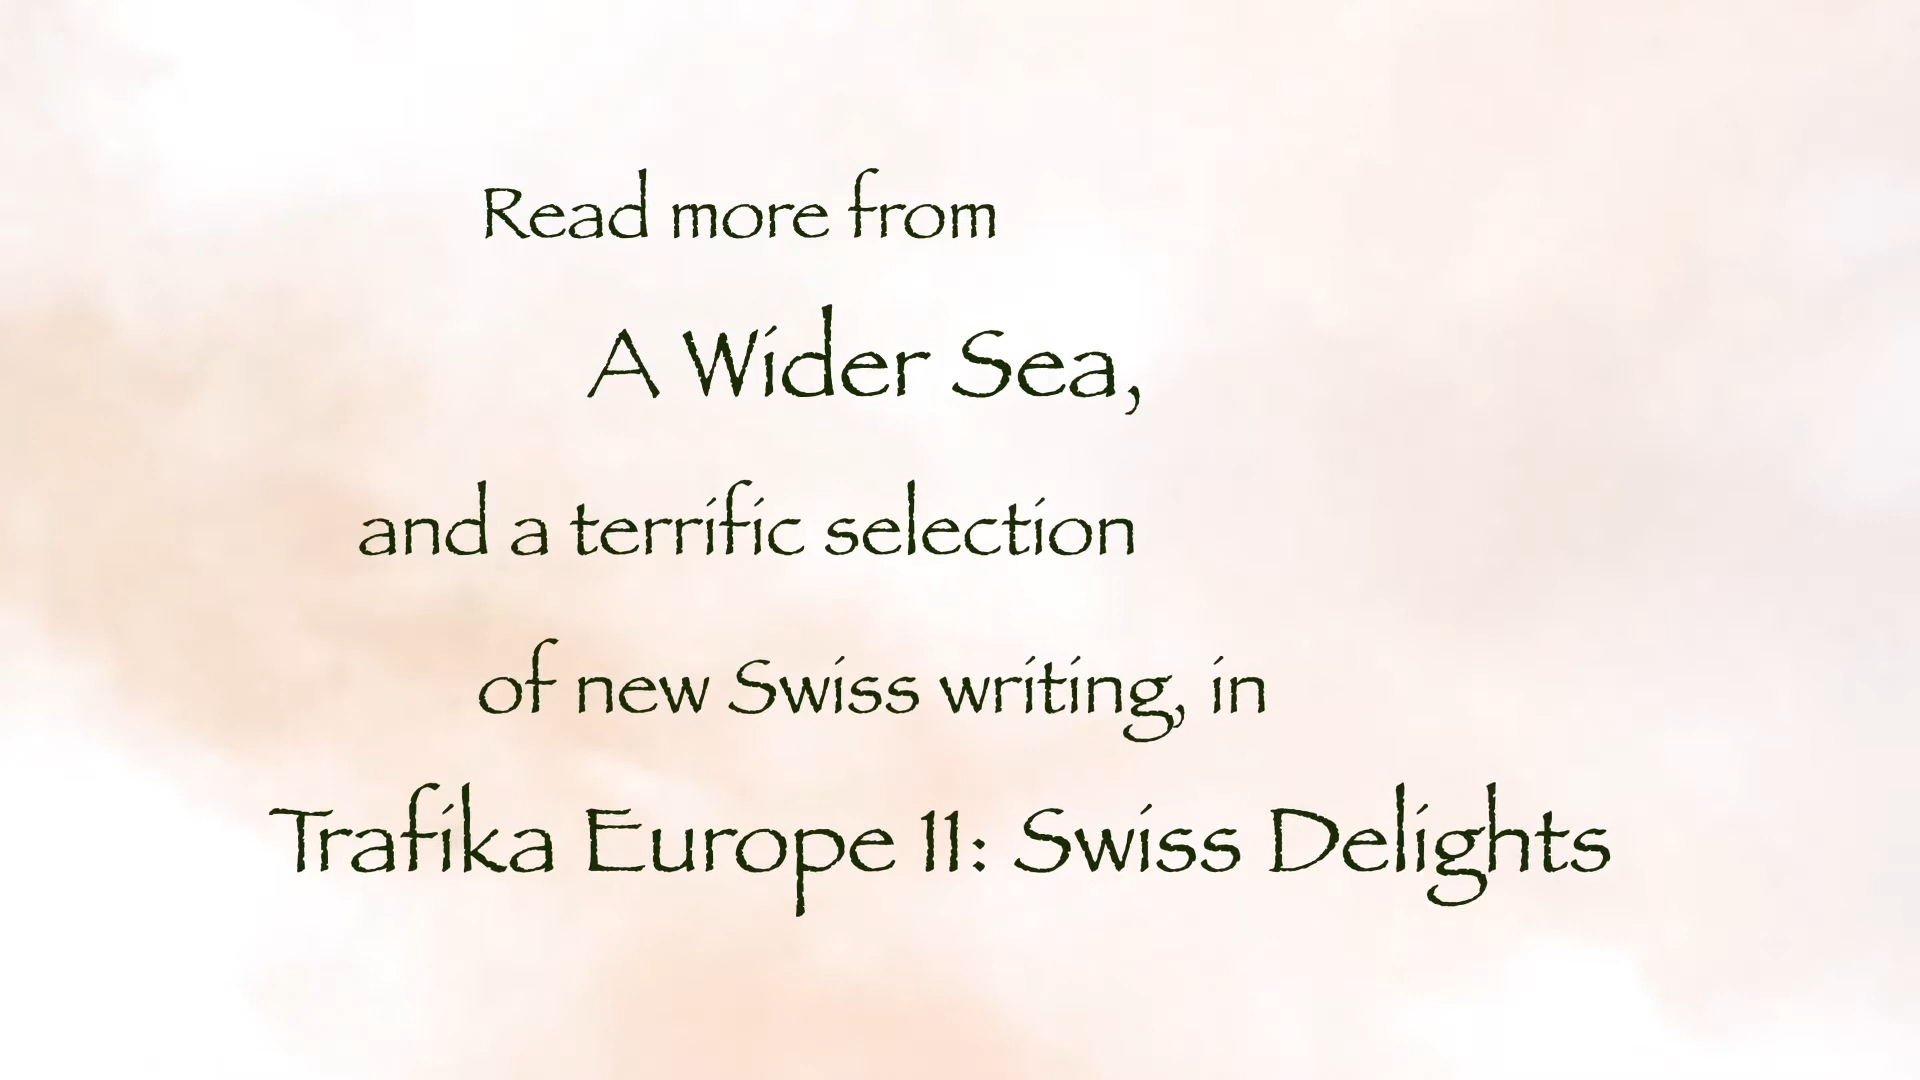 Read more from
A Wider Sea,
and a terrific selection
of new Swiss writing, in
Trafika Europe 11: Swiss Delights